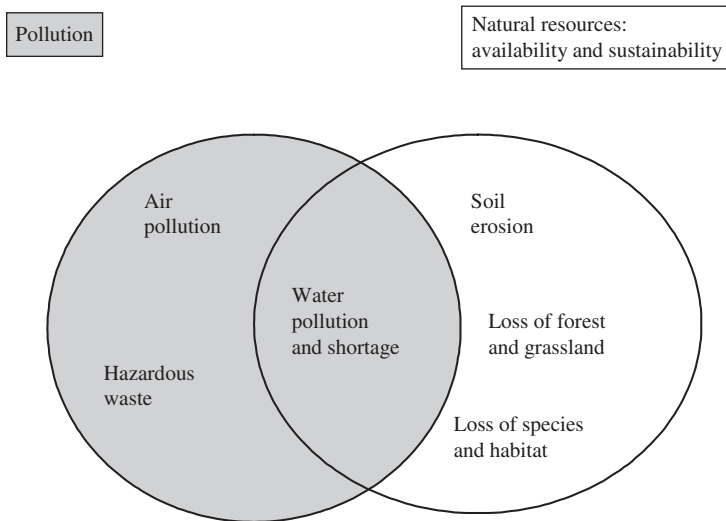 Pollution
Natural resources:
availability and sustainability
Air
pollution
Soil
erosion
Water
pollution
and shortage
Loss of forest
and grassland
Hazardous
waste
Loss of species
and habitat